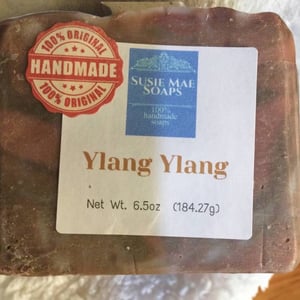 100% ORIGINAL
HANDMADE
100% ORIGINAL
SUSIE MAE
SOAPS
100%
handmade
soaps
Ylang Ylang
Net Wt. 6.5oz (184.27g)